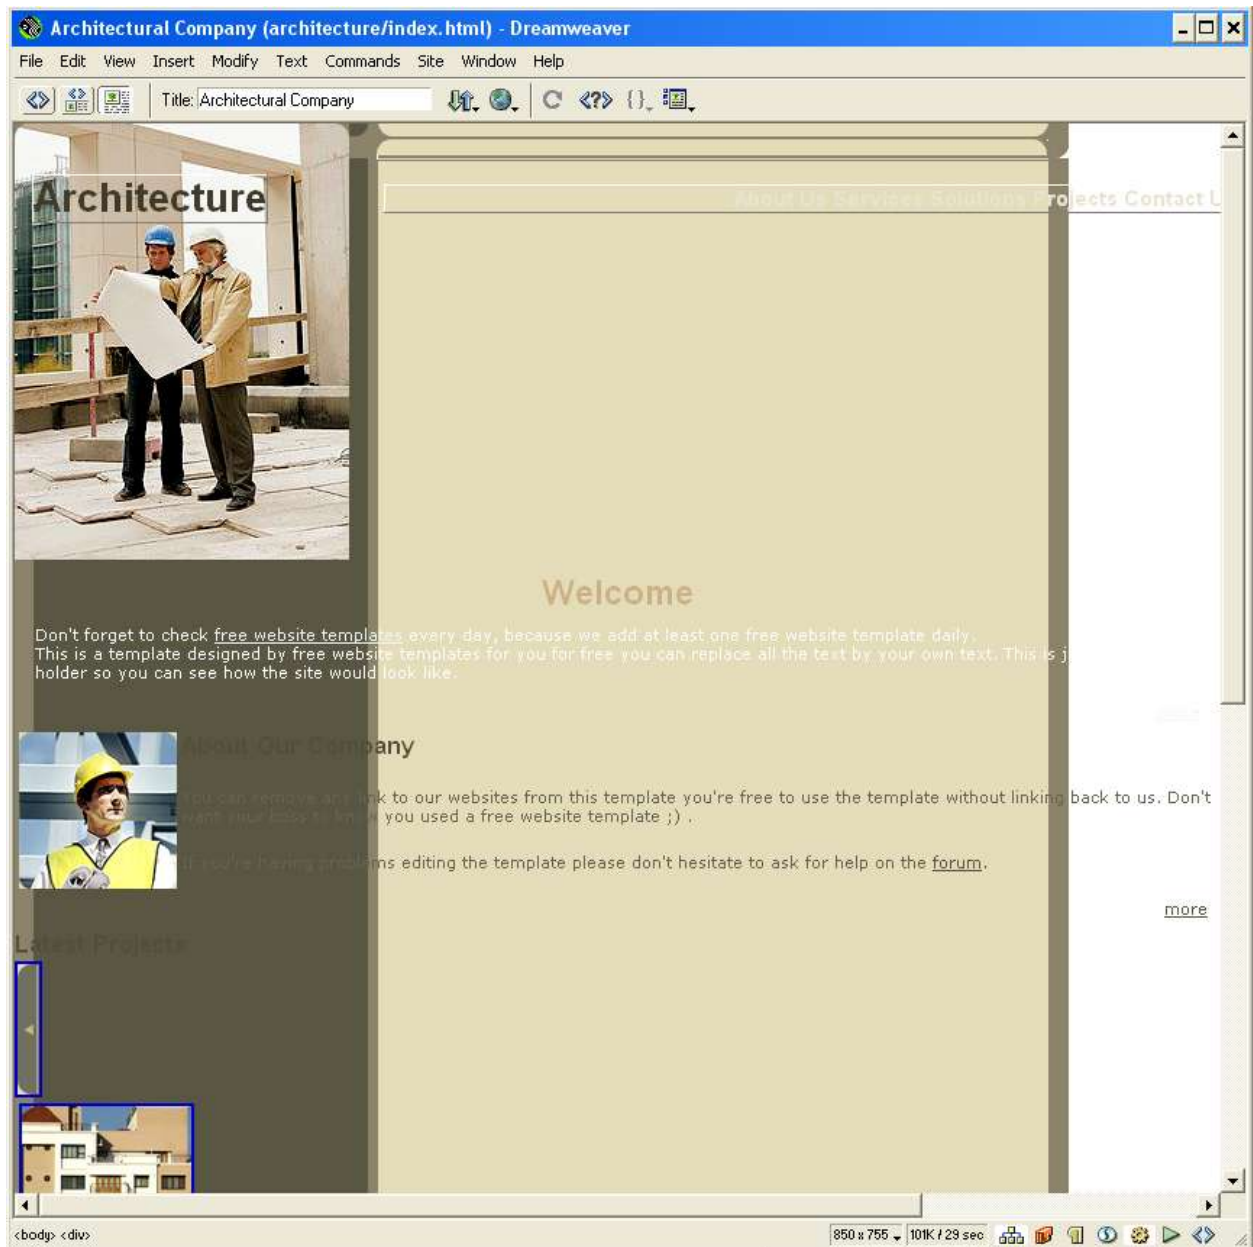 Architectural Company (architecture/index.html) - Dreamweaver
File Edit View Insert Modify Text Commands Site Window Help
Title: Architectural Company
Architecture
About Us Services Solutions Projects Contact U
Welcome
Don't forget to check free website templates every day, because we add at least one free website template daily.
This is a template designed by free website templates for you for free you can replace all the text by your own text. This is j
holder so you can see how the site would look like.
About Our Company
You can remove any link to our websites from this template you're free to use the template without linking back to us. Don't
want your boss to know you used a free website template ;) .
If you're having problems editing the template please don't hesitate to ask for help on the forum.
more
Latest Projects
<body> <div>
850 x 755 101K / 29 sec